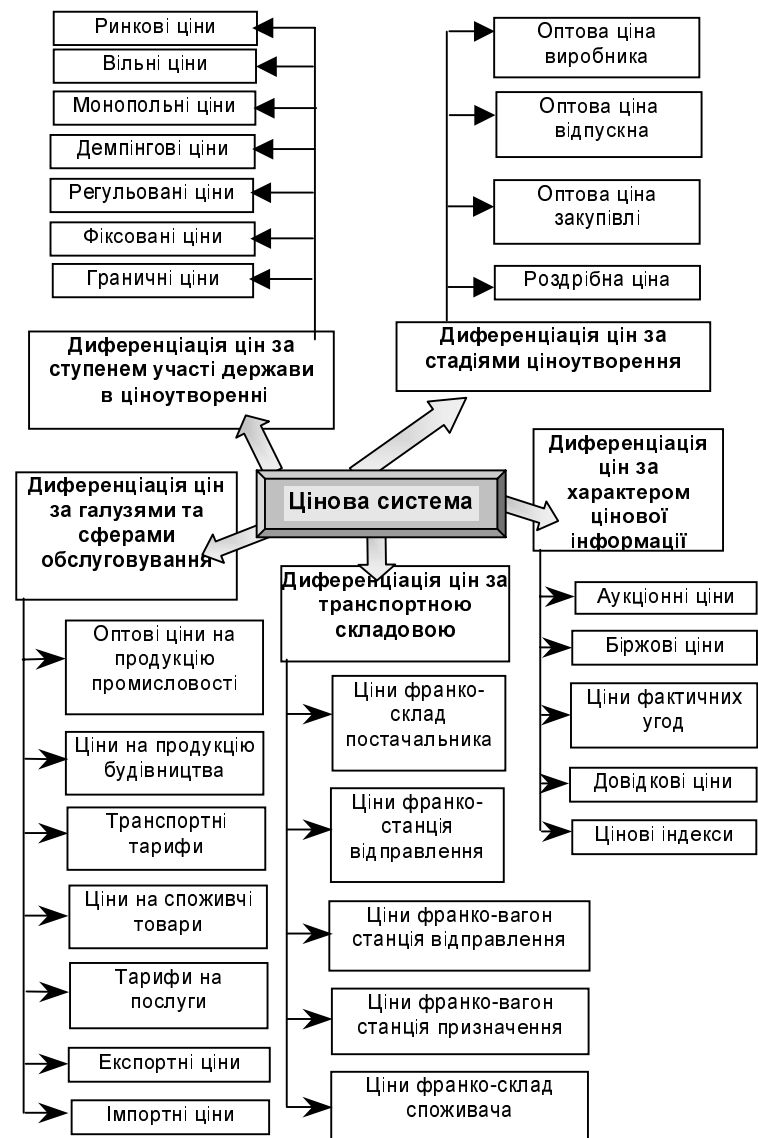 Ринкові ціни
Вільні ціни
Монопольні ціни
Демпінгові ціни
Регульовані ціни
Фіксовані ціни
Граничні ціни
Диференціація цін за
ступенем участі держави
в ціноутворенні
Оптова ціна
виробника
Оптова ціна
відпускна
Оптова ціна
закупівлі
Роздрібна ціна
Диференціація цін за
стадіями ціноутворення
Цінова система
Диференціація цін
за галузями та
сферами
обслуговування
Оптові ціни на
продукцію
промисловості
Ціни на продукцію
будівництва
Транспортні
тарифи
Ціни на споживчі
товари
Тарифи на
послуги
Експортні ціни
Імпортні ціни
Диференціація цін за
транспортною
складовою
Ціни франко-
склад
постачальника
Ціни франко-
станція
відправлення
Ціни франко-вагон
станція відправлення
Ціни франко-вагон
станція призначення
Ціни франко-склад
споживача
Диференціація
цін за
характером
цінової
інформації
Аукціонні ціни
Біржові ціни
Ціни фактичних
угод
Довідкові ціни
Цінові індекси